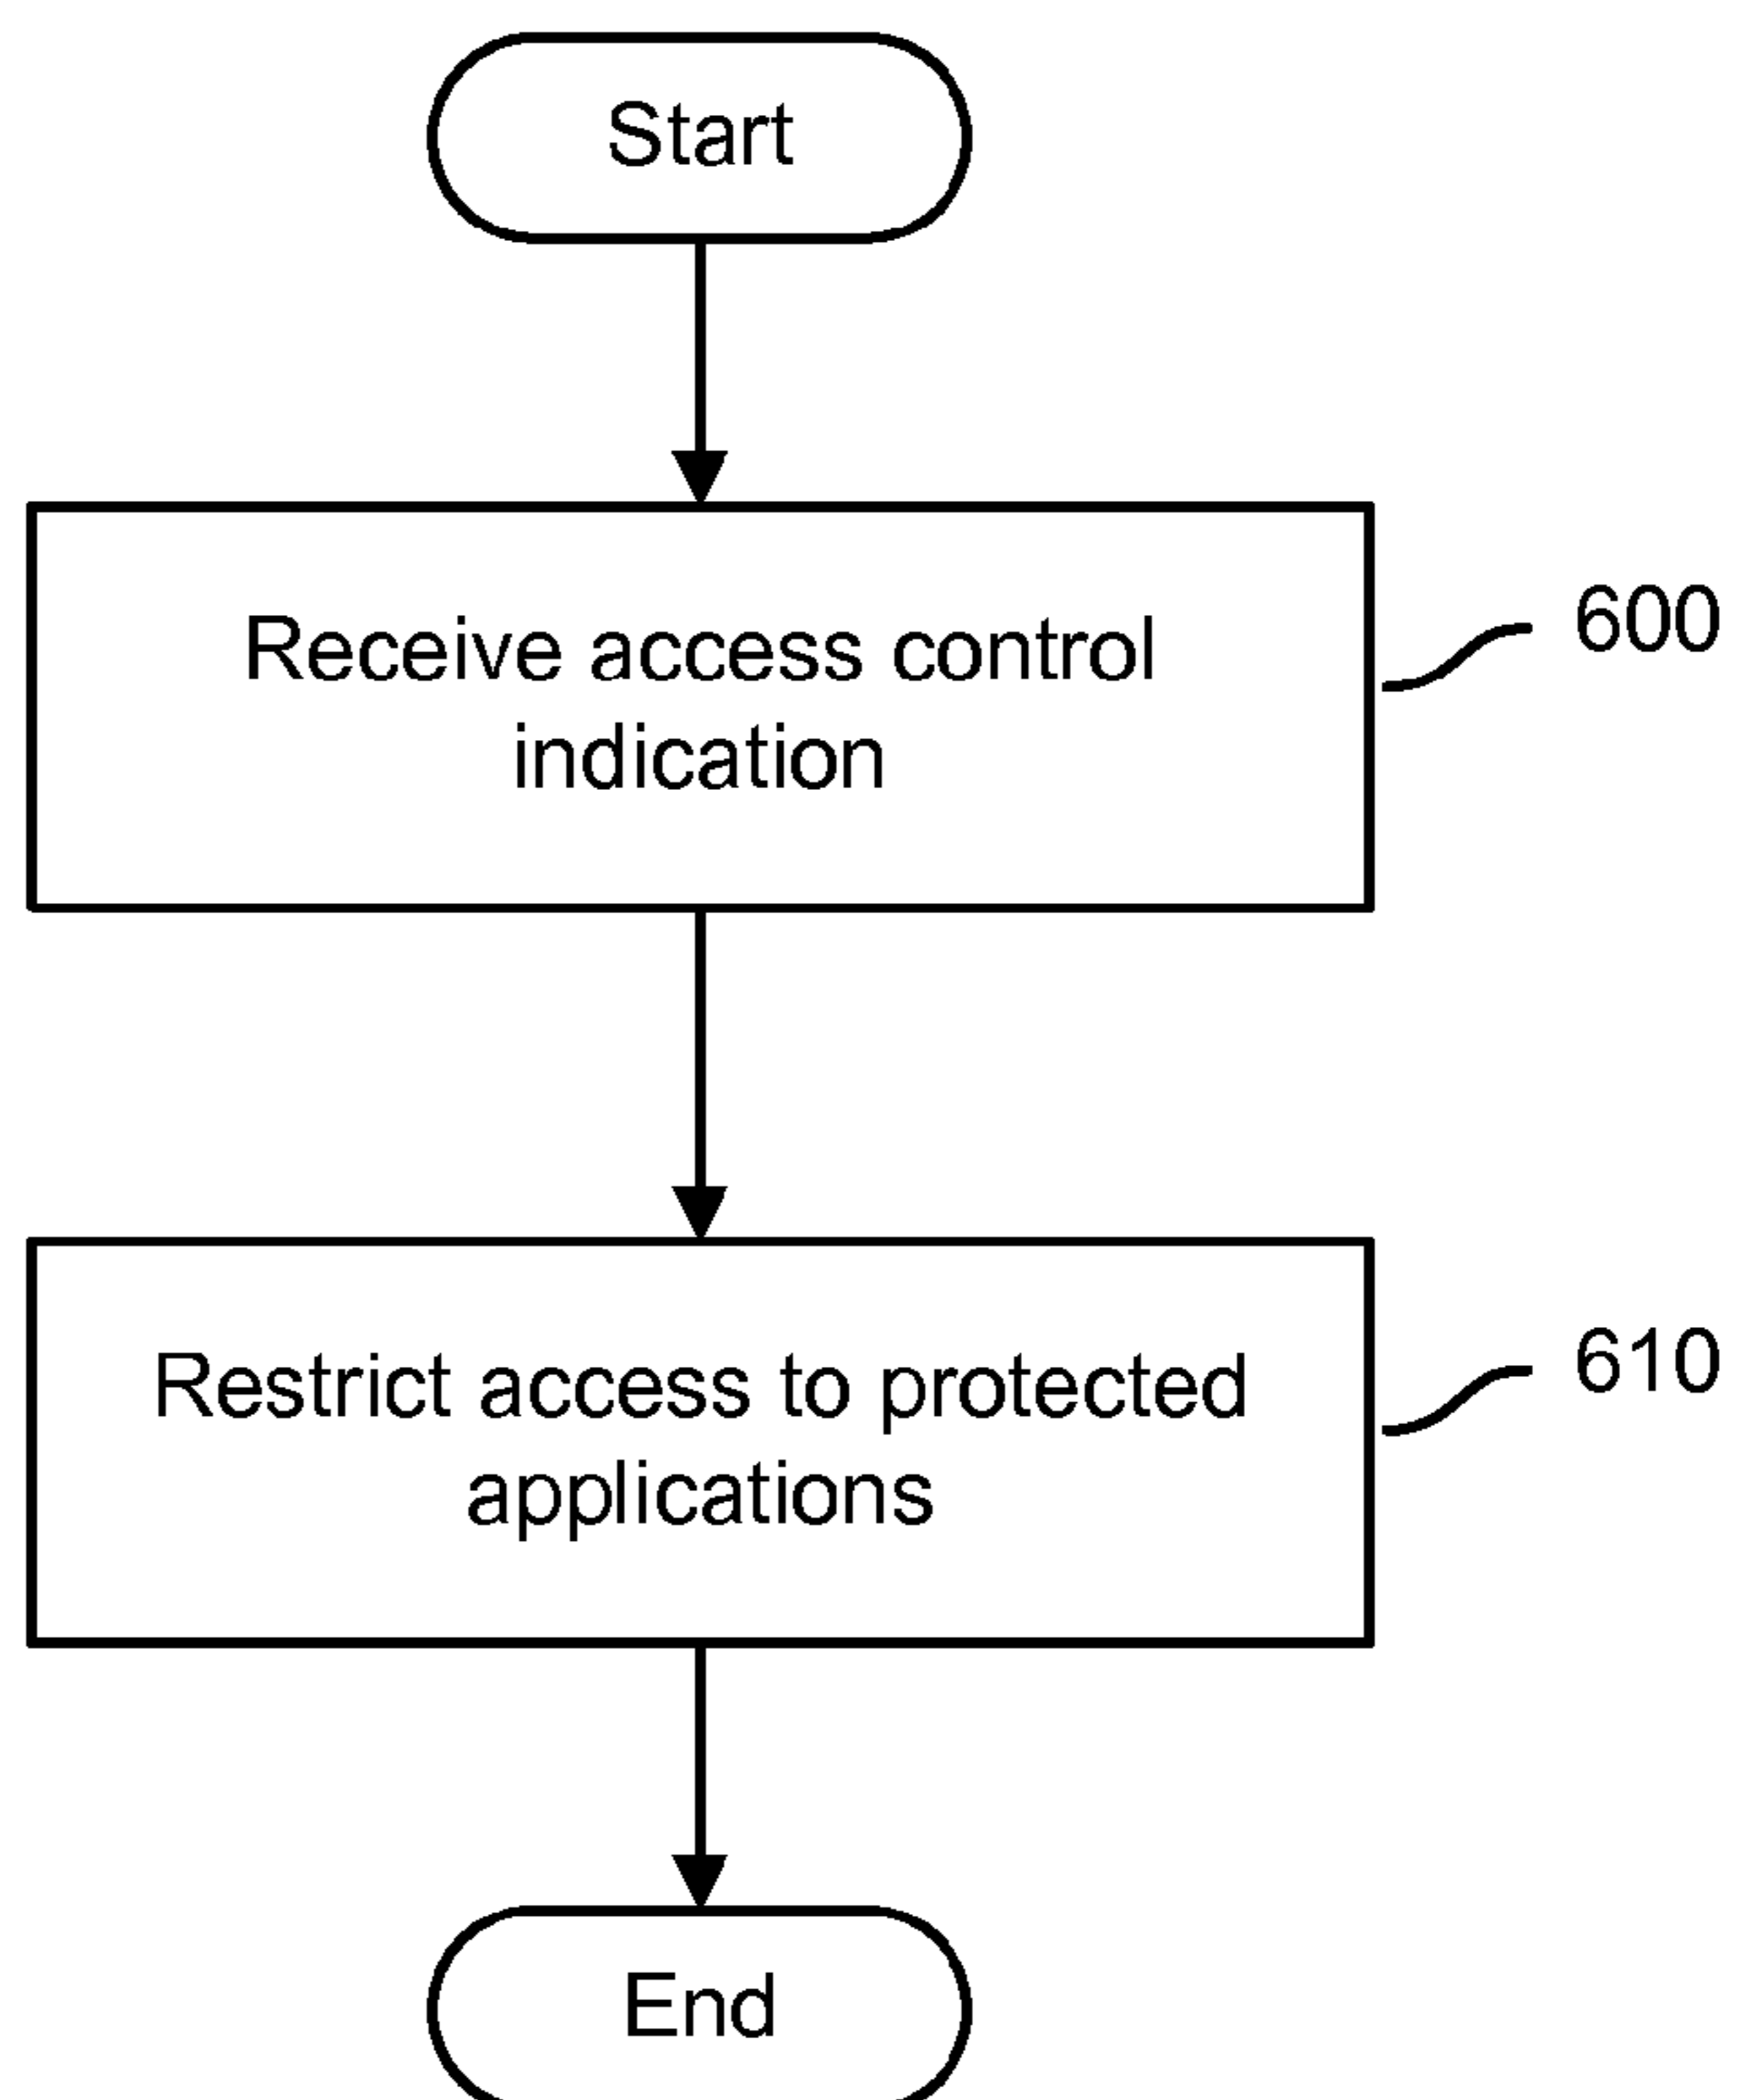 Start
Receive access control
indication
600
Restrict access to protected
applications
610
End